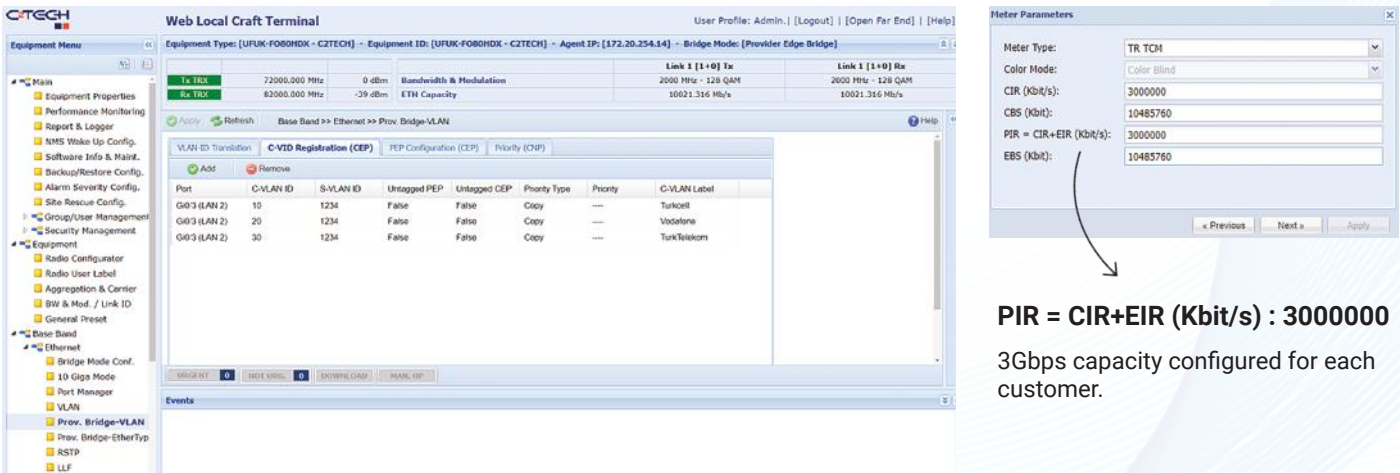 CTECH
Web Local Craft Terminal
User Profile: Admin.| [Logout] | [Open Far End] | [Help]
Equipment Menu
Equipment Type: [UFUK-FO80HDX - C2TECH] - Equipment ID: [UFUK-FO80HDX - C2TECH] - Agent IP: [172.20.254.14] - Bridge Mode: [Provider Edge Bridge]
Main
Equipment Properties
Performance Monitoring
Report & Logger
NMS Wake Up Config.
Software Info & Maint.
Backup/Restore Config.
Alarm Severity Config.
Site Rescue Config.
Group/User Management
Security Management
Equipment
Radio Configurator
Radio User Label
Aggregation & Carrier
BW & Mod. / Link ID
General Preset
Base Band
Ethernet
Bridge Mode Conf.
10 Giga Mode
Port Manager
VLAN
Prov. Bridge-VLAN
Prov. Bridge-EtherTyp
RSTP
LLF
Link 1 [1+0] Tx Link 1 [1+0] Rx
Tx TRX 72000.000 MHz 0 dBm Bandwidth & Modulation 2000 MHz - 128 QAM 2000 MHz - 128 QAM
Rx TRX 82000.000 MHz -39 dBm ETH Capacity 10021.316 Mb/s 10021.316 Mb/s
Apply Refresh Base Band >> Ethernet >> Prov. Bridge-VLAN Help
VLAN-ID Translation C-VID Registration (CEP) PEP Configuration (CEP) Priority (CNP)
Add Remove
Port C-VLAN ID S-VLAN ID Untagged PEP Untagged CEP Priority Type Priority C-VLAN Label
Gi0/3 (LAN 2) 10 1234 False False Copy ---- Turkcell
Gi0/3 (LAN 2) 20 1234 False False Copy ---- Vodafone
Gi0/3 (LAN 2) 30 1234 False False Copy ---- TurkTelekom
URGENT 0 NOT URG. 0 DOWNLOAD MAN. OP
Events
Meter Parameters
Meter Type: TR TCM
Color Mode: Color Blind
CIR (Kbit/s): 3000000
CBS (Kbit): 10485760
PIR = CIR+EIR (Kbit/s): 3000000
EBS (Kbit): 10485760
« Previous Next » Apply
PIR = CIR+EIR (Kbit/s) : 3000000
3Gbps capacity configured for each
customer.